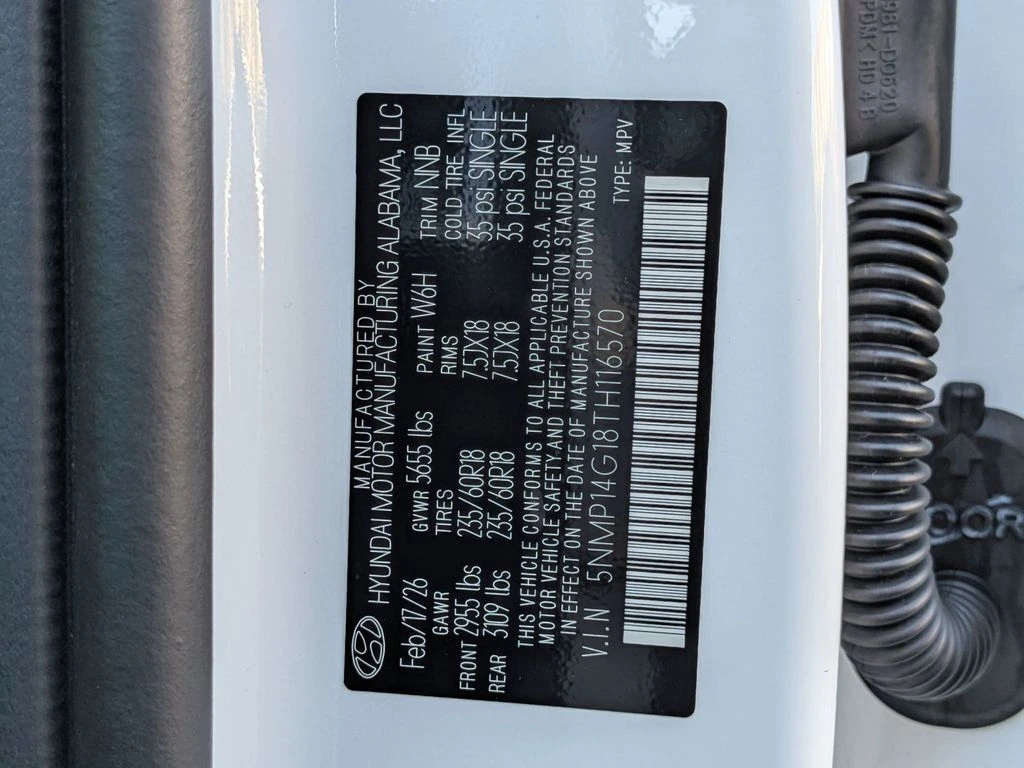 MANUFACTURED BY
HYUNDAI MOTOR MANUFACTURING ALABAMA, LLC
Feb/17/26 GVWR 5655 lbs PAINT W6H TRIM NNB
GAWR TIRES RIMS COLD TIRE. INFL
FRONT 2955 lbs 235/60R18 7.5JX18 35 psi SINGLE
REAR 3109 lbs 235/60R18 7.5JX18 35 psi SINGLE
THIS VEHICLE CONFORMS TO ALL APPLICABLE U.S.A. FEDERAL
MOTOR VEHICLE SAFETY AND THEFT PREVENTION STANDARDS
IN EFFECT ON THE DATE OF MANUFACTURE SHOWN ABOVE
V.I.N 5NMP14G18TH116570 TYPE: MPV